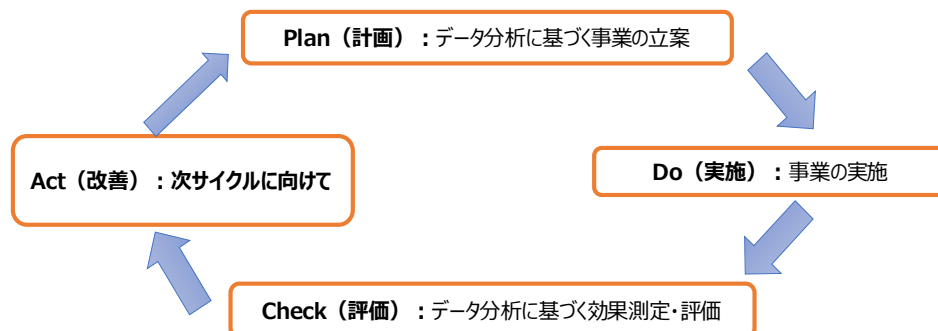 Plan（計画）：データ分析に基づく事業の立案
Act（改善）：次サイクルに向けて
Do（実施）：事業の実施
Check（評価）：データ分析に基づく効果測定・評価